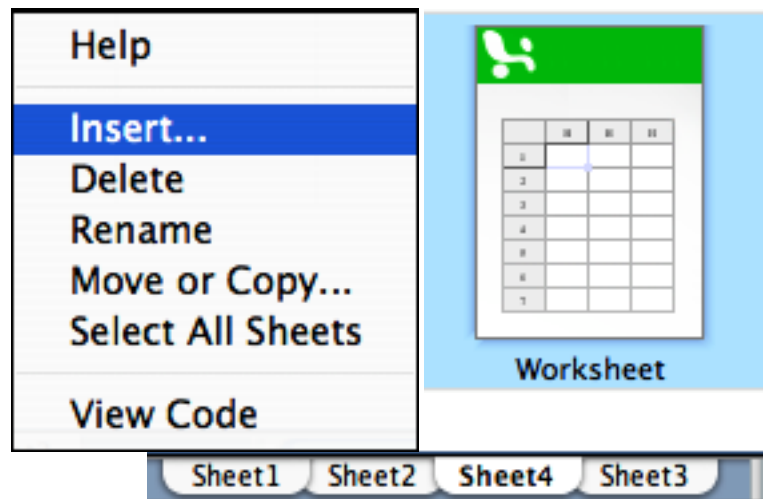 Help
Insert...
Delete
Rename
Move or Copy...
Select All Sheets
View Code
Worksheet
Sheet1 Sheet2 Sheet4 Sheet3